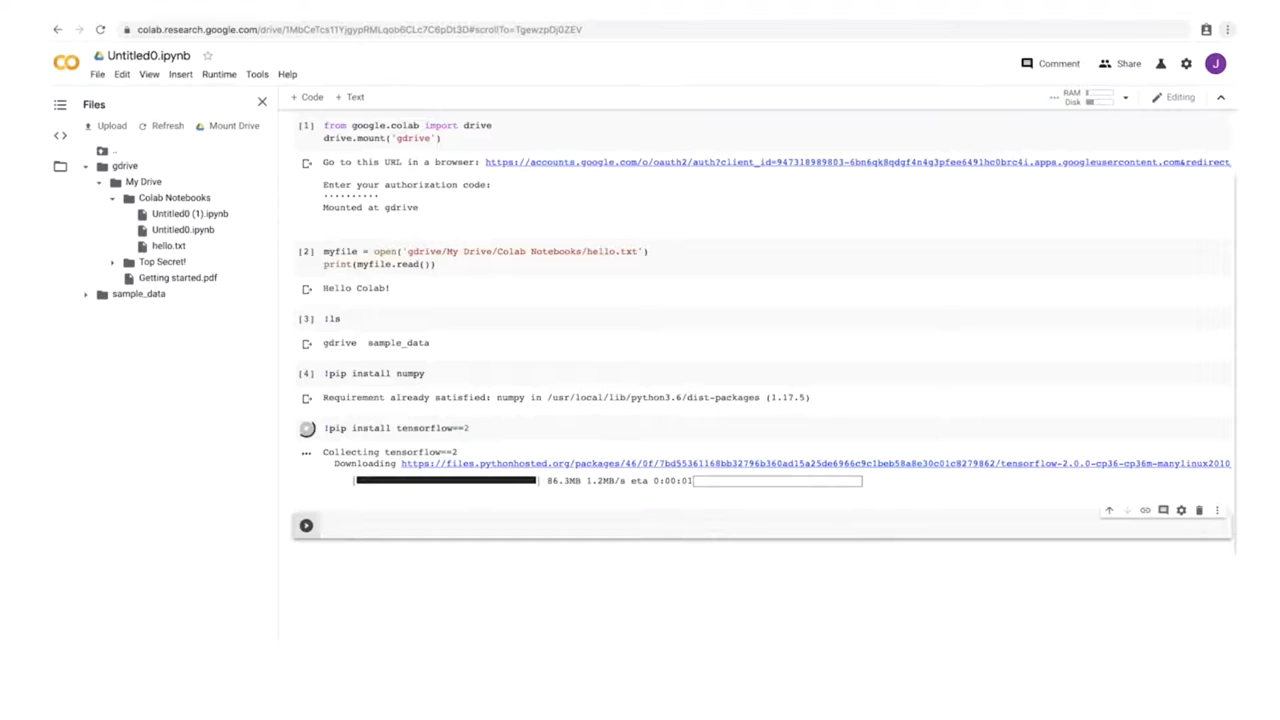 colab.research.google.com/drive/1MbCeTcs11YjgypRMLqob6CLc7C6pDt3D#scrollTo=TgewzpDj0ZEV
Untitled0.ipynb
File Edit View Insert Runtime Tools Help
Comment Share J
Files
+ Code + Text
RAM
Disk
Editing
Upload Refresh Mount Drive
..
gdrive
My Drive
Colab Notebooks
Untitled0 (1).ipynb
Untitled0.ipynb
hello.txt
Top Secret!
Getting started.pdf
sample_data
[1] from google.colab import drive
drive.mount('gdrive')
Go to this URL in a browser: https://accounts.google.com/o/oauth2/auth?client_id=947318989803-6bn6qk8qdgf4n4g3pfee6491hc0brc4i.apps.googleusercontent.com&redirect
Enter your authorization code:
··········
Mounted at gdrive
[2] myfile = open('gdrive/My Drive/Colab Notebooks/hello.txt')
print(myfile.read())
Hello Colab!
[3] !ls
gdrive sample_data
[4] !pip install numpy
Requirement already satisfied: numpy in /usr/local/lib/python3.6/dist-packages (1.17.5)
!pip install tensorflow==2
Collecting tensorflow==2
Downloading https://files.pythonhosted.org/packages/46/0f/7bd55361168bb32796b360ad15a25de6966c9c1beb58a8e30c01c8279862/tensorflow-2.0.0-cp36-cp36m-manylinux2010
86.3MB 1.2MB/s eta 0:00:01